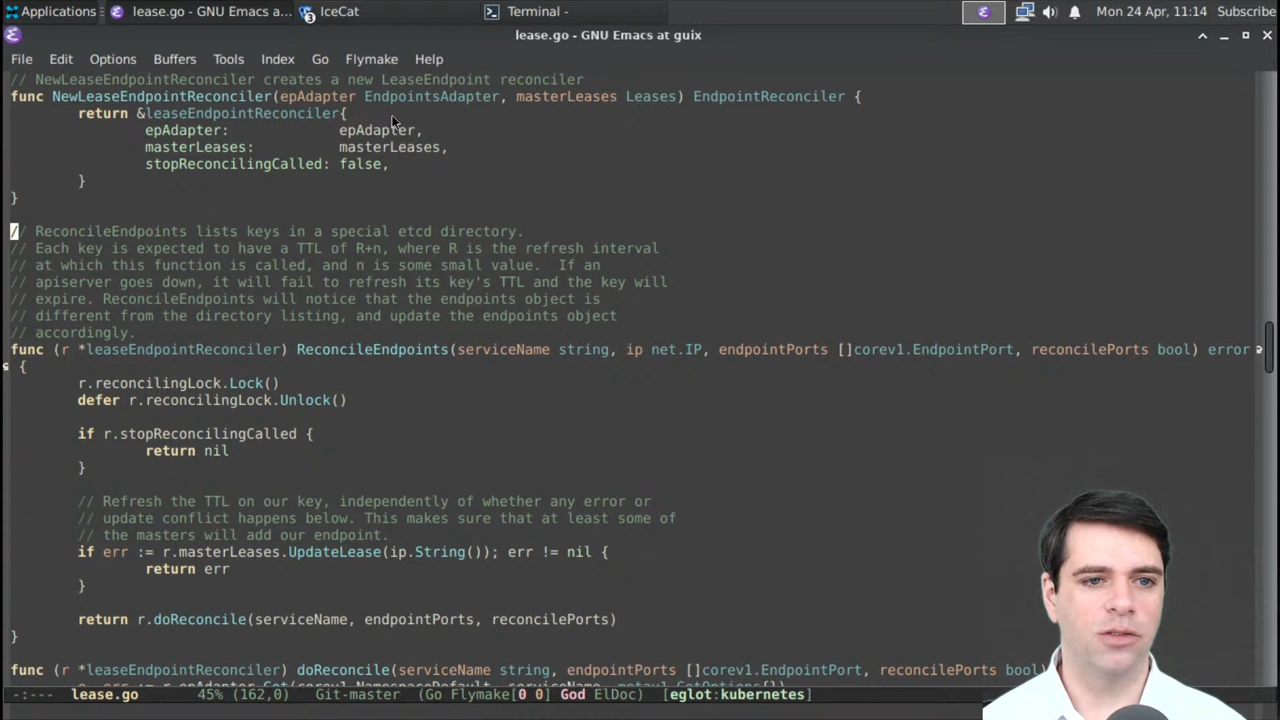 Applications
lease.go - GNU Emacs a...
3 IceCat
Terminal -
Mon 24 Apr, 11:14 Subscribe
lease.go - GNU Emacs at guix
File Edit Options Buffers Tools Index Go Flymake Help
// NewLeaseEndpointReconciler creates a new LeaseEndpoint reconciler
func NewLeaseEndpointReconciler(epAdapter EndpointsAdapter, masterLeases Leases) EndpointReconciler {
return &leaseEndpointReconciler{
epAdapter: epAdapter,
masterLeases: masterLeases,
stopReconcilingCalled: false,
}
}
// ReconcileEndpoints lists keys in a special etcd directory.
// Each key is expected to have a TTL of R+n, where R is the refresh interval
// at which this function is called, and n is some small value.  If an
// apiserver goes down, it will fail to refresh its key's TTL and the key will
// expire. ReconcileEndpoints will notice that the endpoints object is
// different from the directory listing, and update the endpoints object
// accordingly.
func (r *leaseEndpointReconciler) ReconcileEndpoints(serviceName string, ip net.IP, endpointPorts []corev1.EndpointPort, reconcilePorts bool) error
{
r.reconcilingLock.Lock()
defer r.reconcilingLock.Unlock()
if r.stopReconcilingCalled {
return nil
}
// Refresh the TTL on our key, independently of whether any error or
// update conflict happens below. This makes sure that at least some of
// the masters will add our endpoint.
if err := r.masterLeases.UpdateLease(ip.String()); err != nil {
return err
}
return r.doReconcile(serviceName, endpointPorts, reconcilePorts)
}
func (r *leaseEndpointReconciler) doReconcile(serviceName string, endpointPorts []corev1.EndpointPort, reconcilePorts bool)
-:--- lease.go 45% (162,0) Git-master (Go Flymake[0 0] God ElDoc) [eglot:kubernetes]